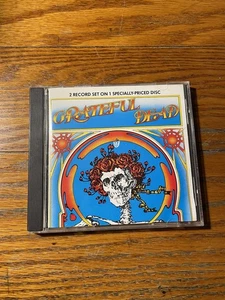 2 RECORD SET ON 1 SPECIALLY-PRICED DISC
GRATEFUL DEAD